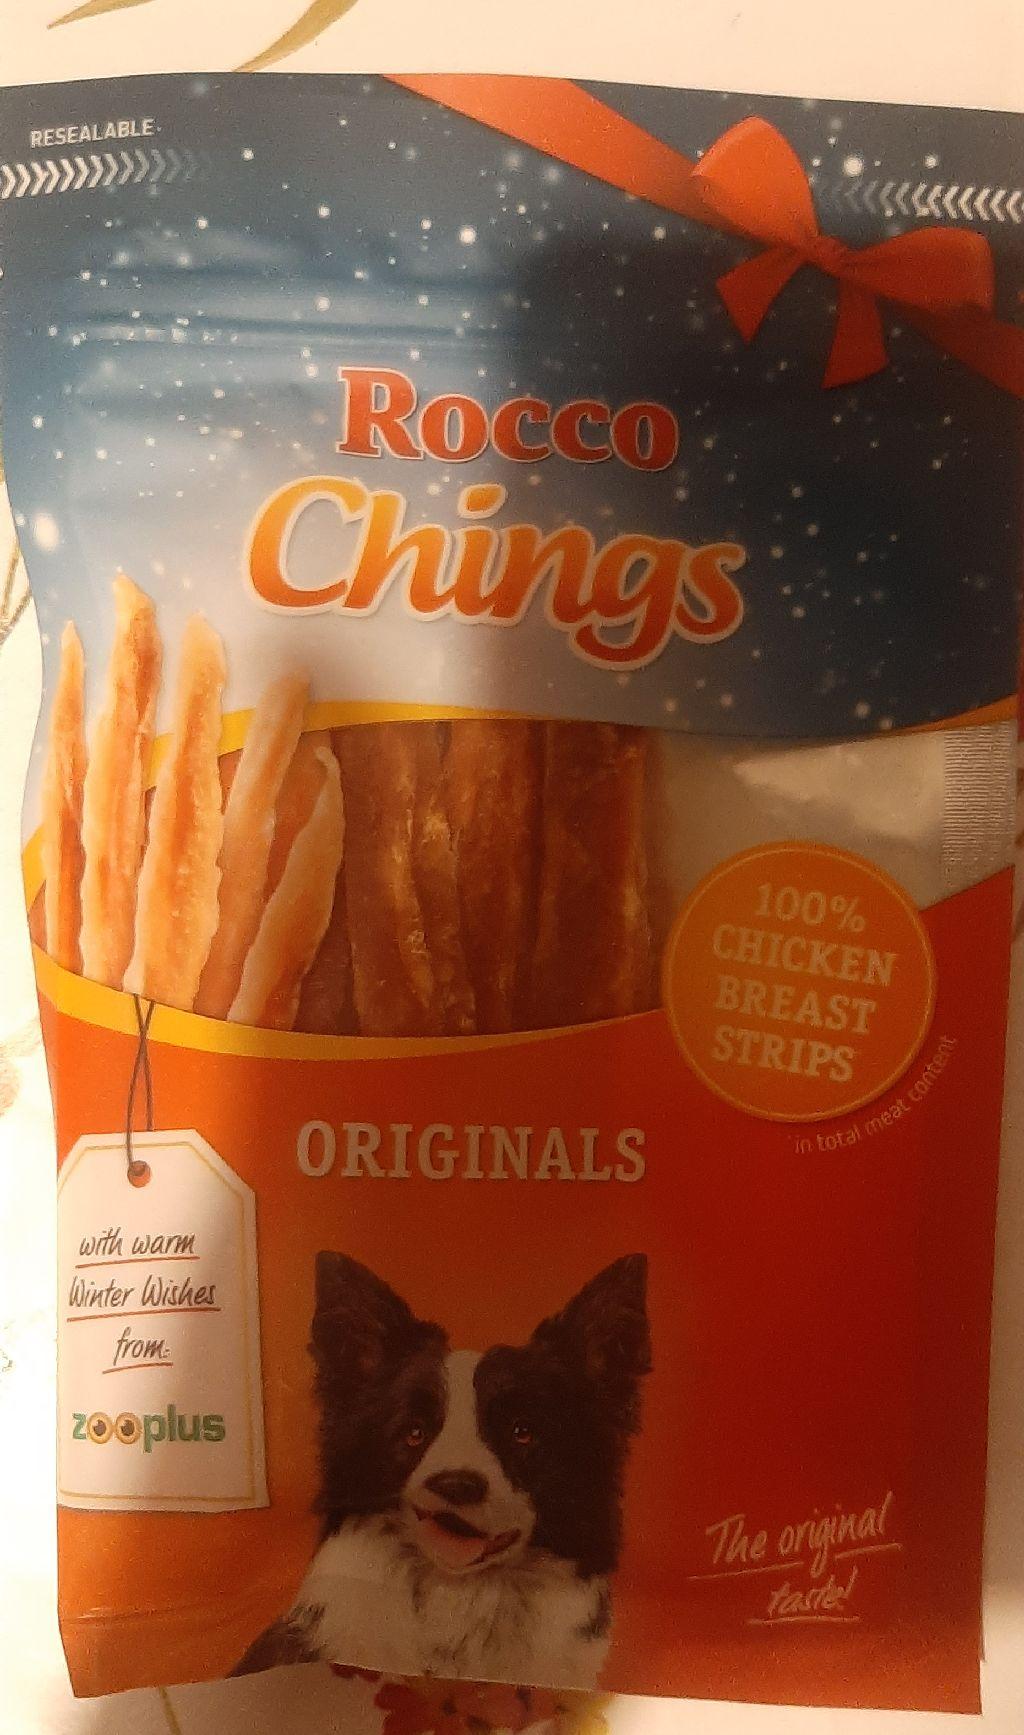 RESEALABLE
Rocco
Chings
100%
CHICKEN
BREAST
STRIPS
in total meat content
ORIGINALS
with warm
Winter Wishes
from:
zooplus
The original
taste!